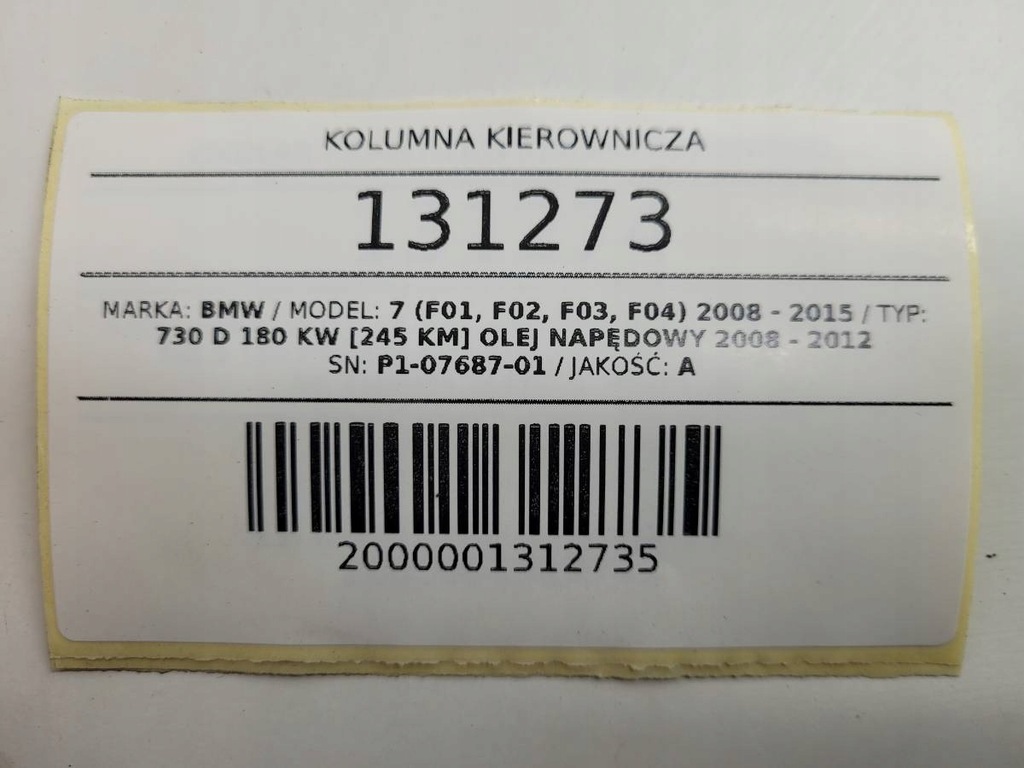 KOLUMNA KIEROWNICZA
131273
MARKA: BMW / MODEL: 7 (F01, F02, F03, F04) 2008 - 2015 / TYP:
730 D 180 KW [245 KM] OLEJ NAPĘDOWY 2008 - 2012
SN: P1-07687-01 / JAKOŚĆ: A
2000001312735